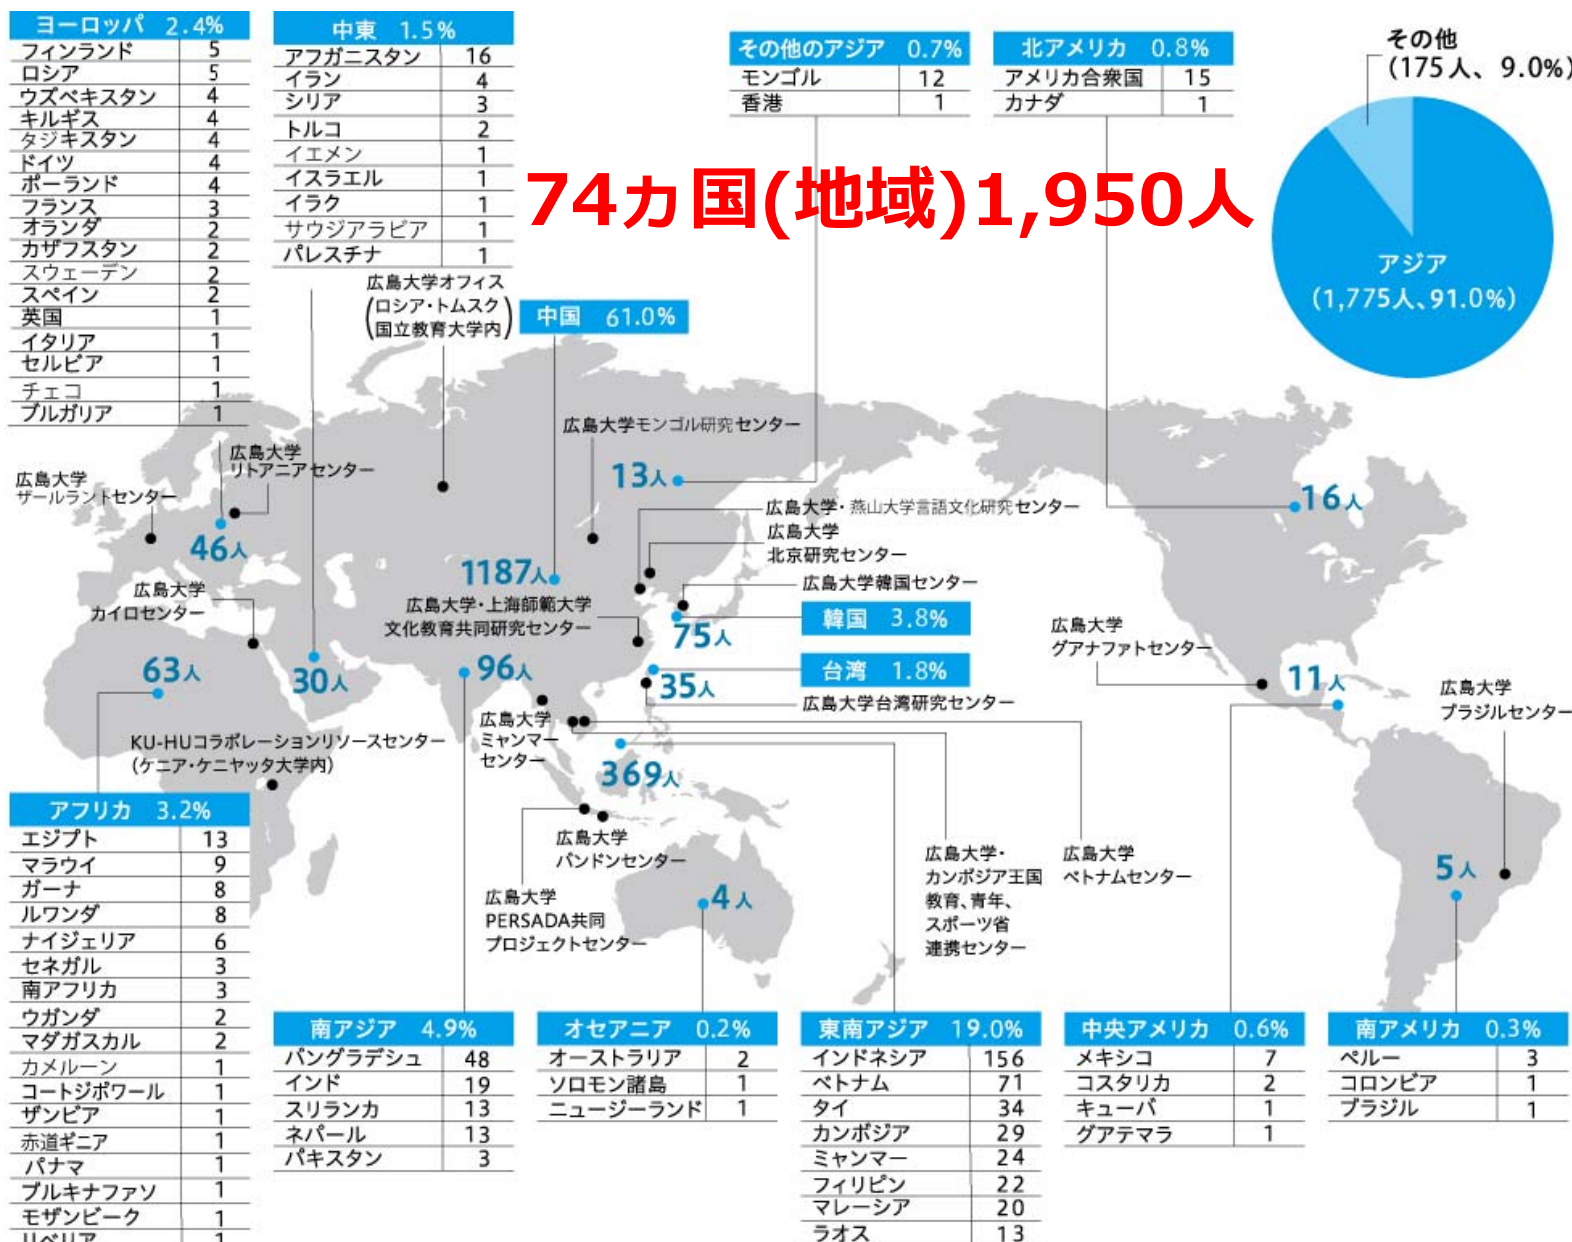 ヨーロッパ 2.4%
フィンランド 5
ロシア 5
ウズベキスタン 4
キルギス 4
タジキスタン 4
ドイツ 4
ポーランド 4
フランス 3
オランダ 2
カザフスタン 2
スウェーデン 2
スペイン 2
英国 1
イタリア 1
セルビア 1
チェコ 1
ブルガリア 1
中東 1.5%
アフガニスタン 16
イラン 4
シリア 3
トルコ 2
イエメン 1
イスラエル 1
イラク 1
サウジアラビア 1
パレスチナ 1
その他のアジア 0.7%
モンゴル 12
香港 1
北アメリカ 0.8%
アメリカ合衆国 15
カナダ 1
その他
(175人、9.0%)
アジア
(1,775人、91.0%)
74カ国(地域)1,950人
広島大学オフィス
(ロシア・トムスク
国立教育大学内)
中国 61.0%
広島大学モンゴル研究センター
広島大学
リトアニアセンター
広島大学
ザールランドセンター
13人
16人
広島大学・燕山大学言語文化研究センター
広島大学
北京研究センター
46人
1187人
広島大学韓国センター
広島大学
カイロセンター
広島大学・上海師範大学
文化教育共同研究センター
韓国 3.8%
75人
広島大学
グアナファトセンター
63人
30人
96人
台湾 1.8%
35人
広島大学台湾研究センター
11人
広島大学
ブラジルセンター
広島大学
ミャンマー
センター
KU-HUコラボレーションリソースセンター
(ケニア・ケニヤッタ大学内)
369人
広島大学
バンドンセンター
広島大学
PERSADA共同
プロジェクトセンター
4人
広島大学・
カンボジア王国
教育、青年、
スポーツ省
連携センター
広島大学
ベトナムセンター
5人
アフリカ 3.2%
エジプト 13
マラウイ 9
ガーナ 8
ルワンダ 8
ナイジェリア 6
セネガル 3
南アフリカ 3
ウガンダ 2
マダガスカル 2
カメルーン 1
コートジボワール 1
ザンビア 1
赤道ギニア 1
パナマ 1
ブルキナファソ 1
モザンビーク 1
リベリア 1
南アジア 4.9%
バングラデシュ 48
インド 19
スリランカ 13
ネパール 13
パキスタン 3
オセアニア 0.2%
オーストラリア 2
ソロモン諸島 1
ニュージーランド 1
東南アジア 19.0%
インドネシア 156
ベトナム 71
タイ 34
カンボジア 29
ミャンマー 24
フィリピン 22
マレーシア 20
ラオス 13
中央アメリカ 0.6%
メキシコ 7
コスタリカ 2
キューバ 1
グアテマラ 1
南アメリカ 0.3%
ペルー 3
コロンビア 1
ブラジル 1